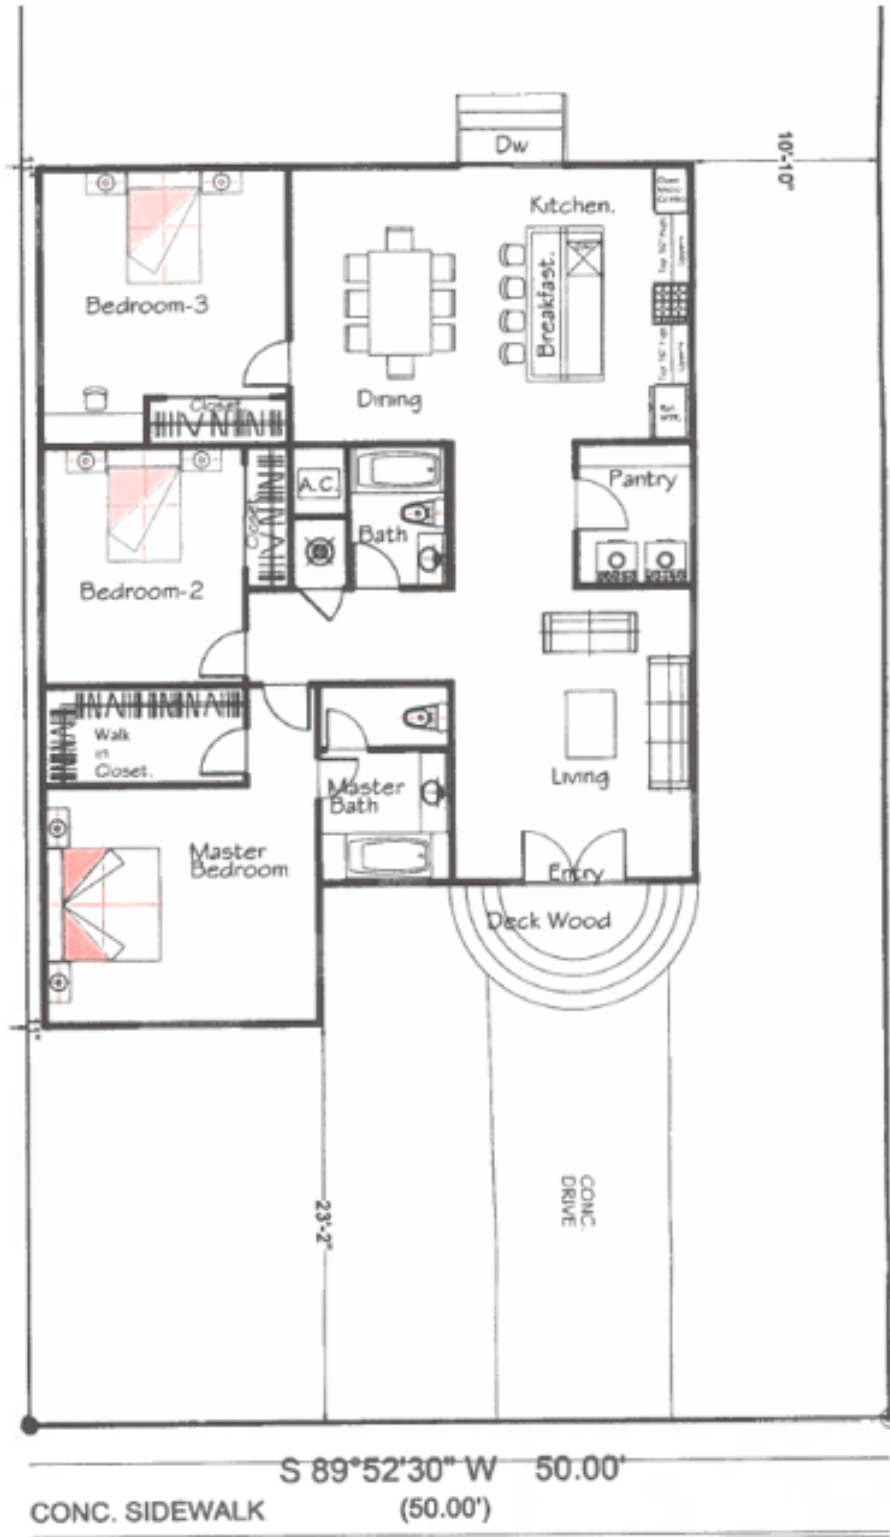 Dw
10'-10"
1'
Kitchen.
Bedroom-3
Breakfast.
Dining
Closet
A.C.
Pantry
Bath
Closet
Bedroom-2
Walk
in
Closet.
Living
Master
Bath
Master
Bedroom
Entry
Deck Wood
1'
CONC.
DRIVE
23'-2"
S 89°52'30" W 50.00'
CONC. SIDEWALK (50.00')